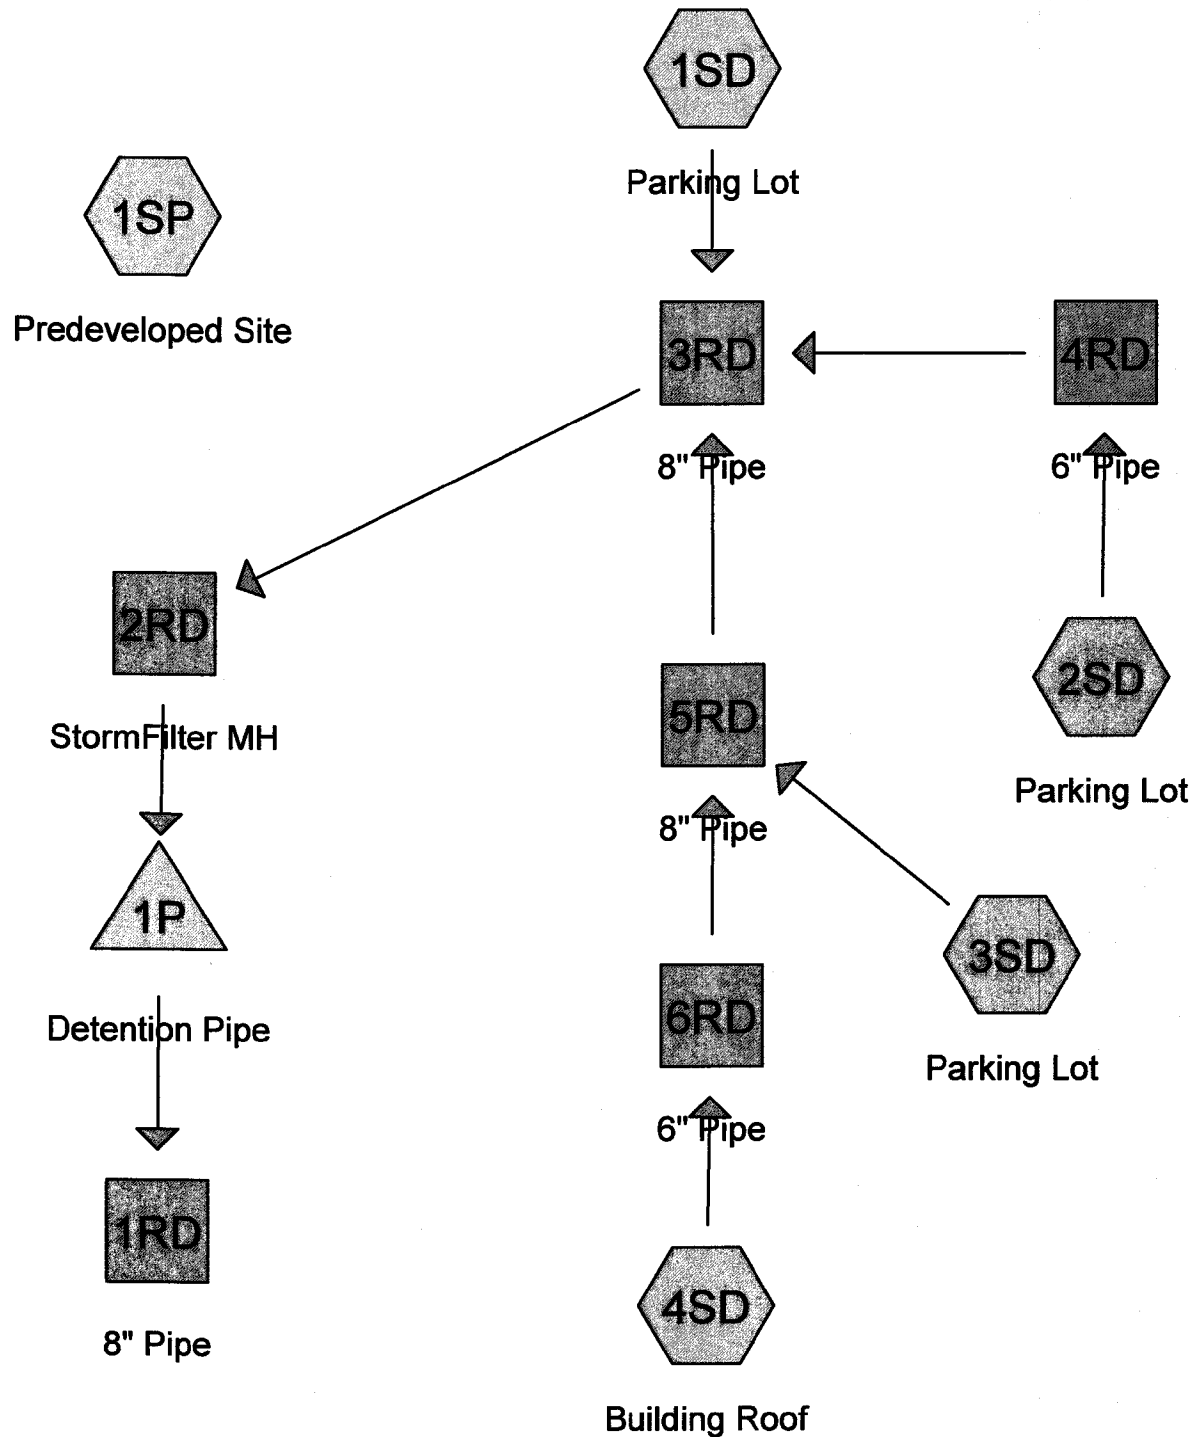 1SD
Parking Lot
1SP
Predeveloped Site
3RD
8" Pipe
4RD
6" Pipe
2RD
StormFilter MH
5RD
8" Pipe
2SD
Parking Lot
1P
Detention Pipe
3SD
Parking Lot
6RD
6" Pipe
1RD
8" Pipe
4SD
Building Roof